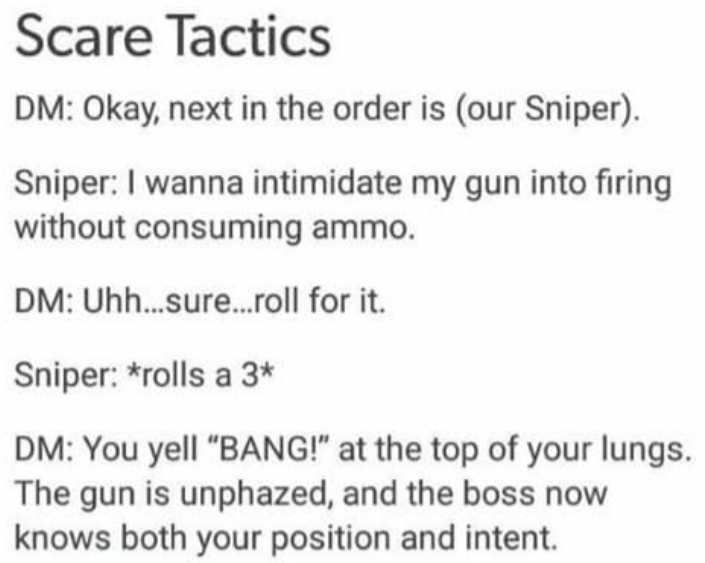 Scare Tactics
DM: Okay, next in the order is (our Sniper).
Sniper: I wanna intimidate my gun into firing
without consuming ammo.
DM: Uhh...sure...roll for it.
Sniper: *rolls a 3*
DM: You yell “BANG!” at the top of your lungs.
The gun is unphazed, and the boss now
knows both your position and intent.